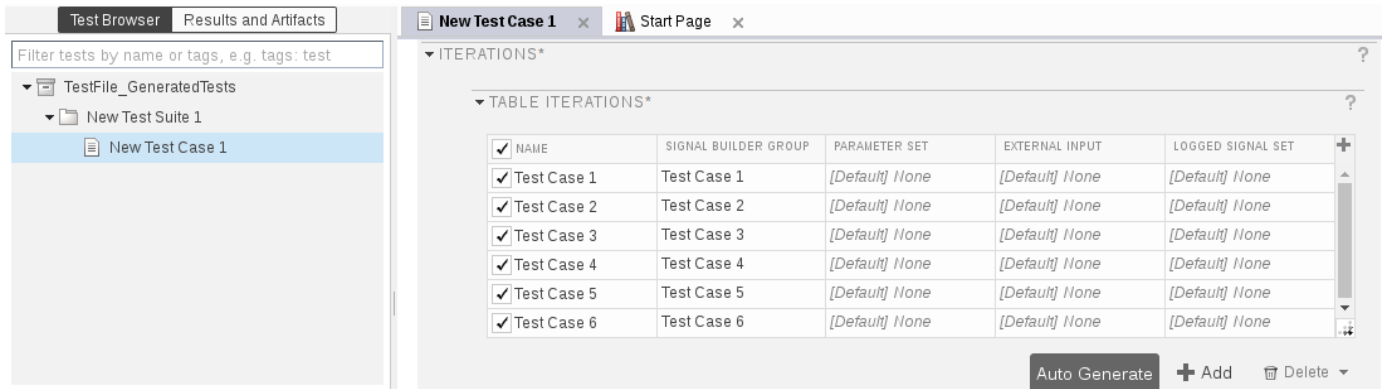 Test Browser Results and Artifacts
Filter tests by name or tags, e.g. tags: test
TestFile_GeneratedTests
New Test Suite 1
New Test Case 1
New Test Case 1 × Start Page ×
ITERATIONS* ?
TABLE ITERATIONS* ?
NAME SIGNAL BUILDER GROUP PARAMETER SET EXTERNAL INPUT LOGGED SIGNAL SET
Test Case 1 Test Case 1 [Default] None [Default] None [Default] None
Test Case 2 Test Case 2 [Default] None [Default] None [Default] None
Test Case 3 Test Case 3 [Default] None [Default] None [Default] None
Test Case 4 Test Case 4 [Default] None [Default] None [Default] None
Test Case 5 Test Case 5 [Default] None [Default] None [Default] None
Test Case 6 Test Case 6 [Default] None [Default] None [Default] None
Auto Generate Add Delete